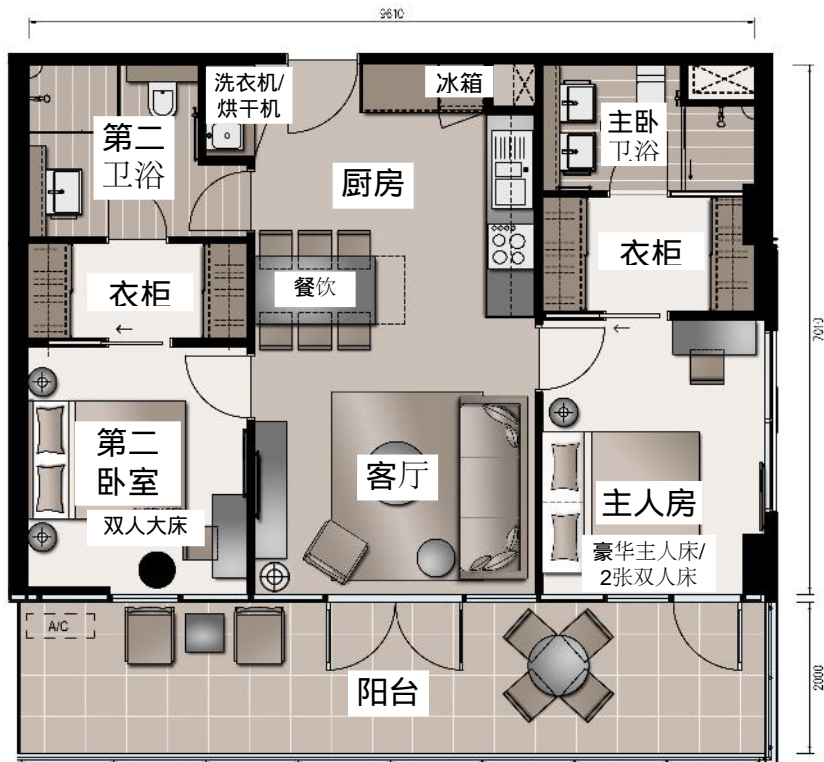 9610
洗衣机/
烘干机
冰箱
第二
卫浴
主卧
卫浴
厨房
衣柜
衣柜
餐饮
7010
第二
卧室
双人大床
客厅
主人房
豪华主人床/
2张双人床
A/C
阳台
2000